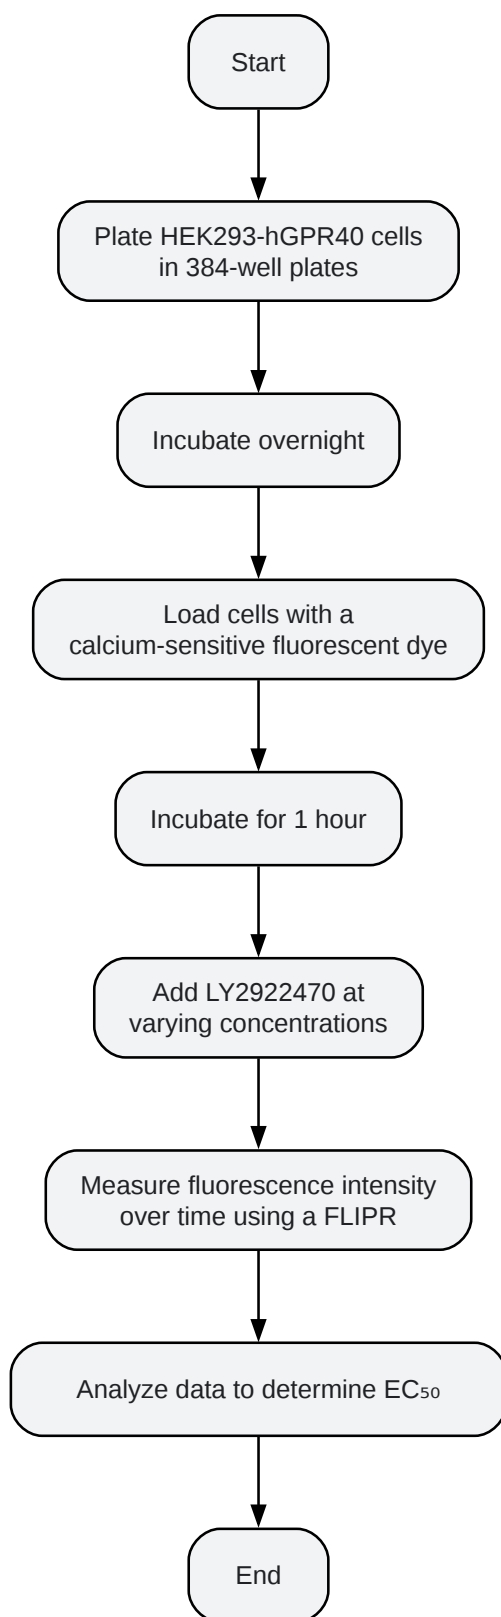 Start
Plate HEK293-hGPR40 cells
in 384-well plates
Incubate overnight
Load cells with a
calcium-sensitive fluorescent dye
Incubate for 1 hour
Add LY2922470 at
varying concentrations
Measure fluorescence intensity
over time using a FLIPR
Analyze data to determine EC₅₀
End